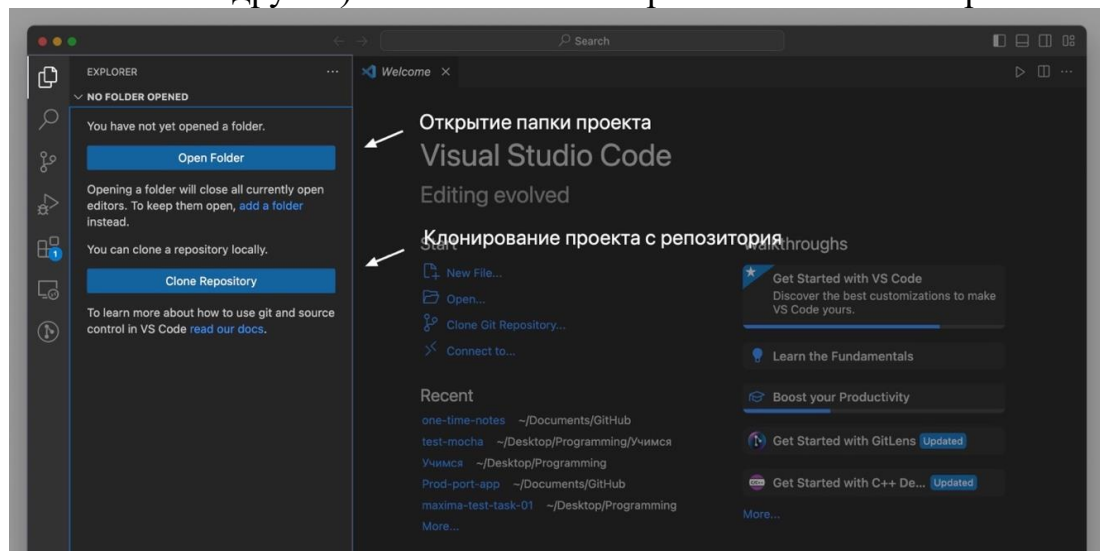 Search
EXPLORER
NO FOLDER OPENED
You have not yet opened a folder.
Open Folder
Opening a folder will close all currently open
editors. To keep them open, add a folder
instead.
You can clone a repository locally.
Clone Repository
To learn more about how to use git and source
control in VS Code read our docs.
1
Welcome
Открытие папки проекта
Visual Studio Code
Editing evolved
Клонирование проекта с репозитория
Start
New File...
Open...
Clone Git Repository...
Connect to...
Recent
one-time-notes ~/Documents/GitHub
test-mocha ~/Desktop/Programming/Учимся
Учимся ~/Desktop/Programming
Prod-port-app ~/Documents/GitHub
maxima-test-task-01 ~/Desktop/Programming
More...
Walkthroughs
Get Started with VS Code
Discover the best customizations to make
VS Code yours.
Learn the Fundamentals
Boost your Productivity
Get Started with GitLens Updated
Get Started with C++ De... Updated
More...